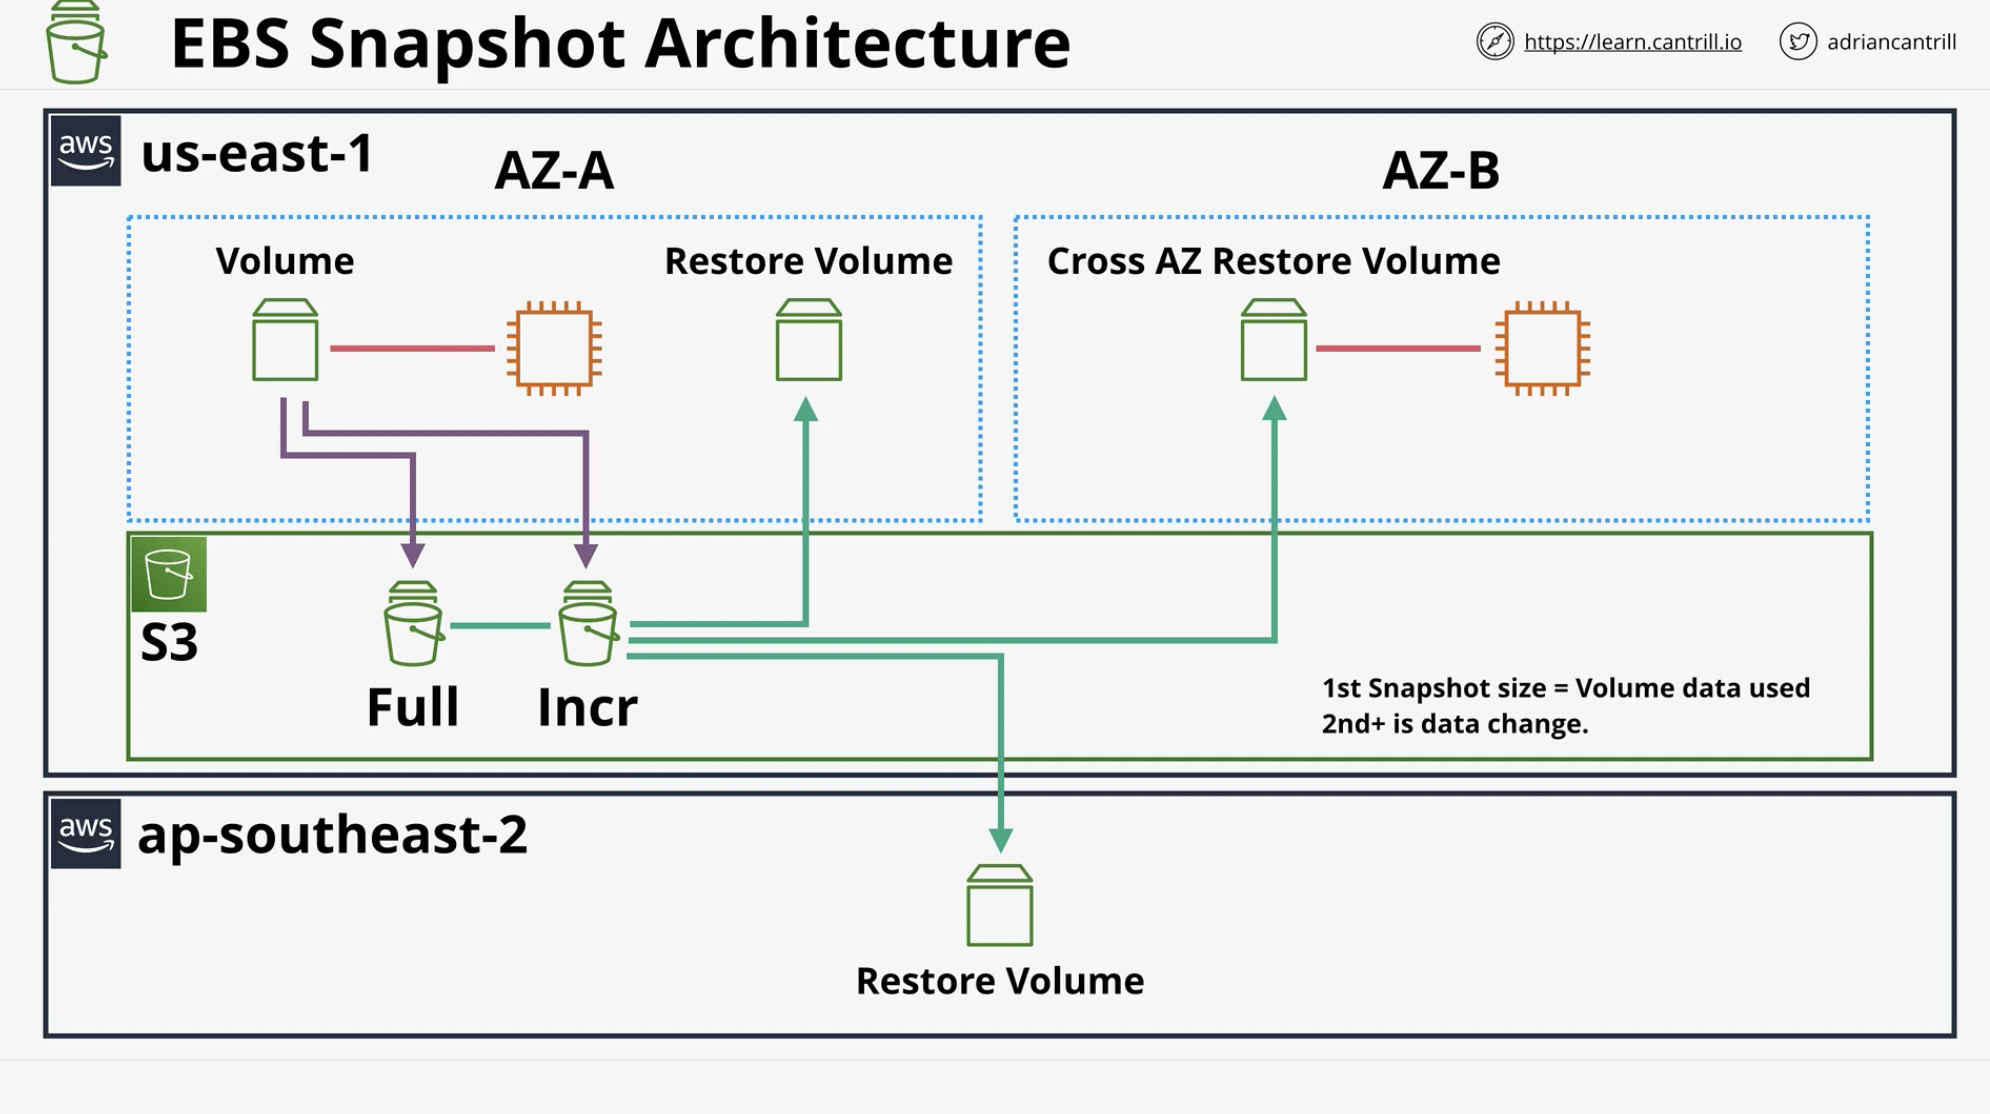 EBS Snapshot Architecture
https://learn.cantrill.io
adriancantrill
aws
us-east-1
AZ-A
AZ-B
Volume
Restore Volume
Cross AZ Restore Volume
S3
Full
Incr
1st Snapshot size = Volume data used
2nd+ is data change.
aws
ap-southeast-2
Restore Volume